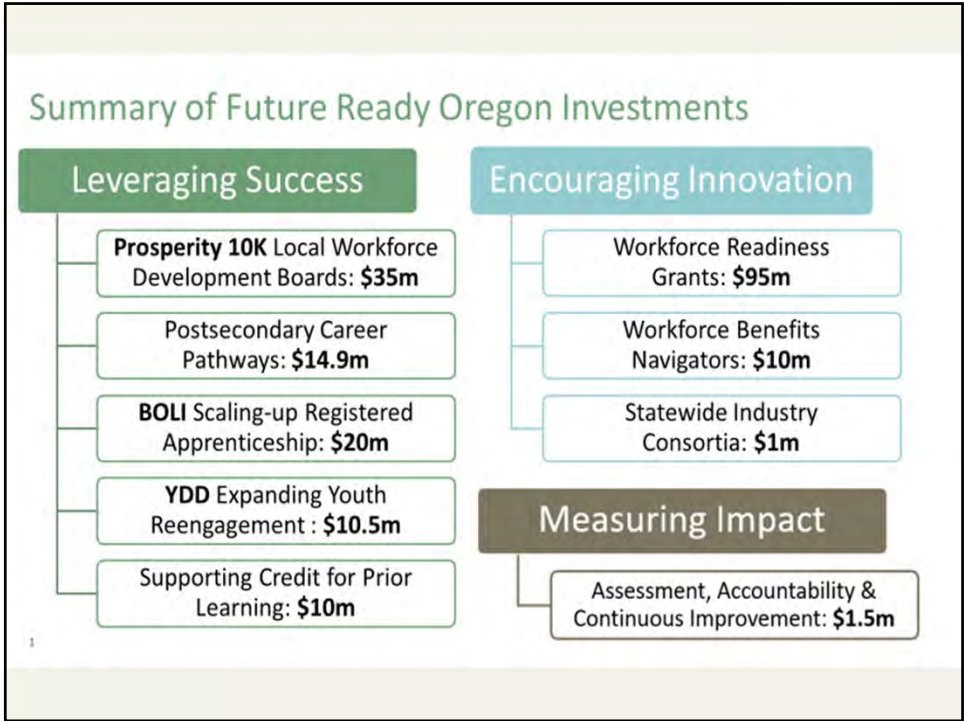 Summary of Future Ready Oregon Investments
Leveraging Success
Prosperity 10K Local Workforce
Development Boards: $35m
Postsecondary Career
Pathways: $14.9m
BOLI Scaling-up Registered
Apprenticeship: $20m
YDD Expanding Youth
Reengagement : $10.5m
Supporting Credit for Prior
Learning: $10m
Encouraging Innovation
Workforce Readiness
Grants: $95m
Workforce Benefits
Navigators: $10m
Statewide Industry
Consortia: $1m
Measuring Impact
Assessment, Accountability &
Continuous Improvement: $1.5m
1